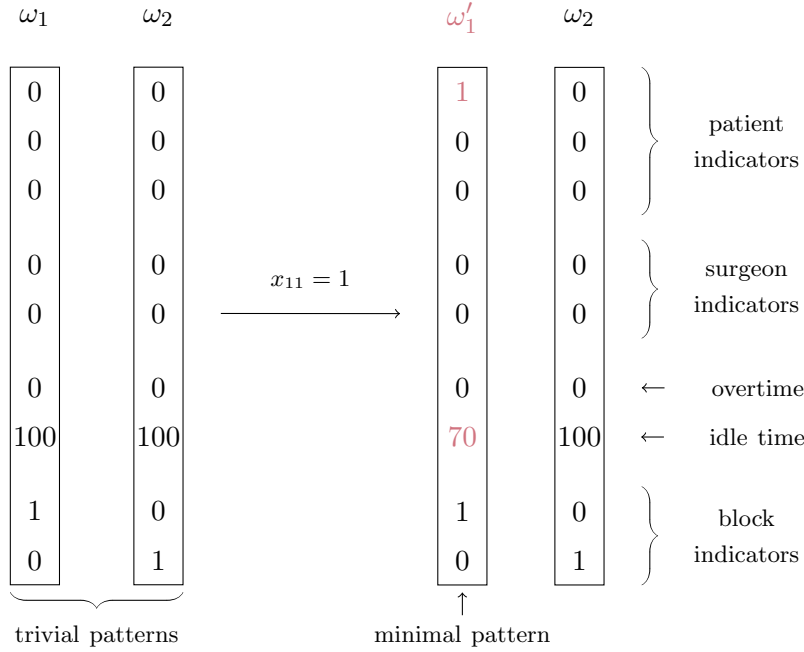 ω₁ ω₂ ω′₁ ω₂
0 0 1 0
0 0 0 0 patient
indicators
0 0 0 0
0 0 0 0 surgeon
x₁₁ = 1 indicators
0 0 0 0
0 0 0 0 ← overtime
100 100 70 100 ← idle time
1 0 1 0 block
0 1 0 1 indicators
trivial patterns minimal pattern